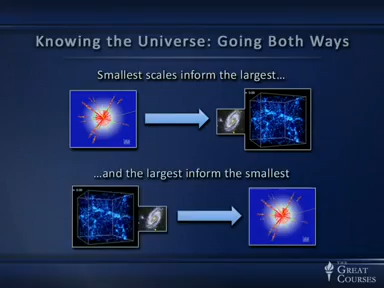 Knowing the Universe: Going Both Ways
Smallest scales inform the largest...
...and the largest inform the smallest
THE
GREAT
COURSES